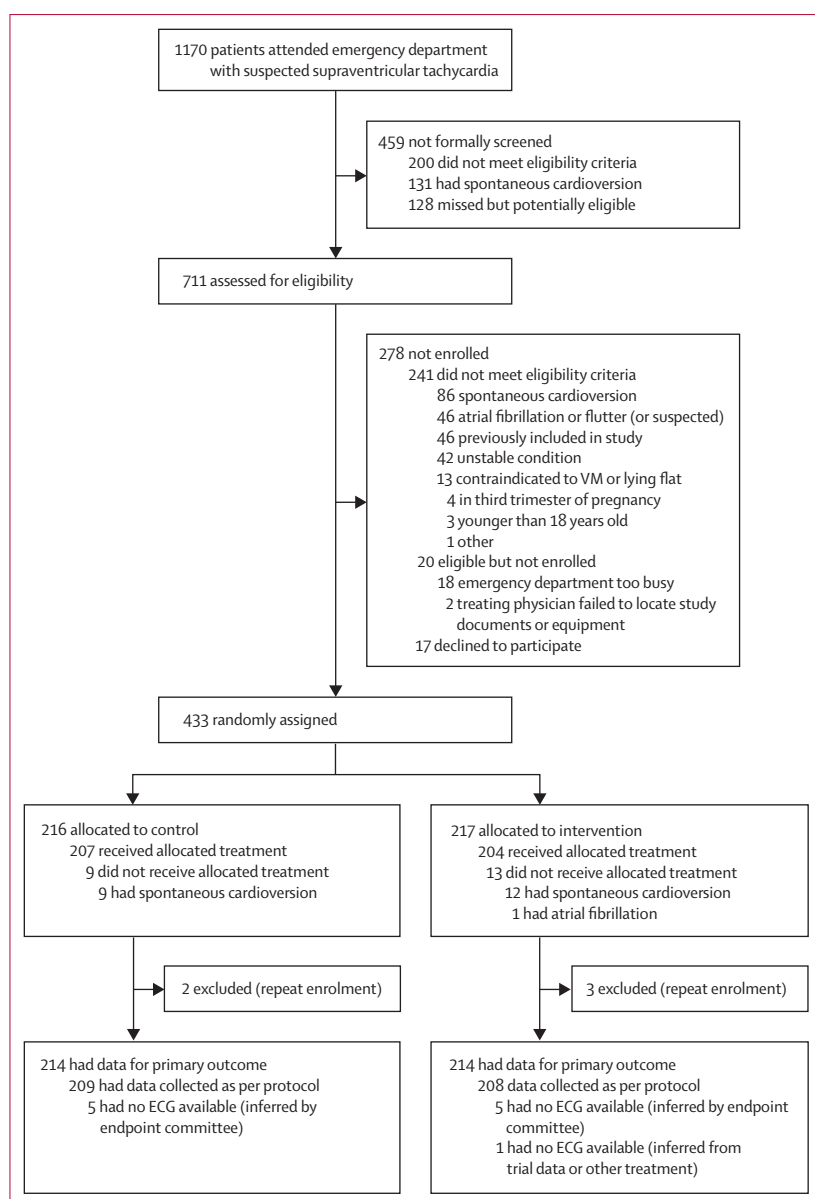 1170 patients attended emergency department
with suspected supraventricular tachycardia
459 not formally screened
200 did not meet eligibility criteria
131 had spontaneous cardioversion
128 missed but potentially eligible
711 assessed for eligibility
278 not enrolled
241 did not meet eligibility criteria
86 spontaneous cardioversion
46 atrial fibrillation or flutter (or suspected)
46 previously included in study
42 unstable condition
13 contraindicated to VM or lying flat
4 in third trimester of pregnancy
3 younger than 18 years old
1 other
20 eligible but not enrolled
18 emergency department too busy
2 treating physician failed to locate study
documents or equipment
17 declined to participate
433 randomly assigned
216 allocated to control
207 received allocated treatment
9 did not receive allocated treatment
9 had spontaneous cardioversion
217 allocated to intervention
204 received allocated treatment
13 did not receive allocated treatment
12 had spontaneous cardioversion
1 had atrial fibrillation
2 excluded (repeat enrolment)
3 excluded (repeat enrolment)
214 had data for primary outcome
209 had data collected as per protocol
5 had no ECG available (inferred by
endpoint committee)
214 had data for primary outcome
208 data collected as per protocol
5 had no ECG available (inferred by endpoint
committee)
1 had no ECG available (inferred from
trial data or other treatment)